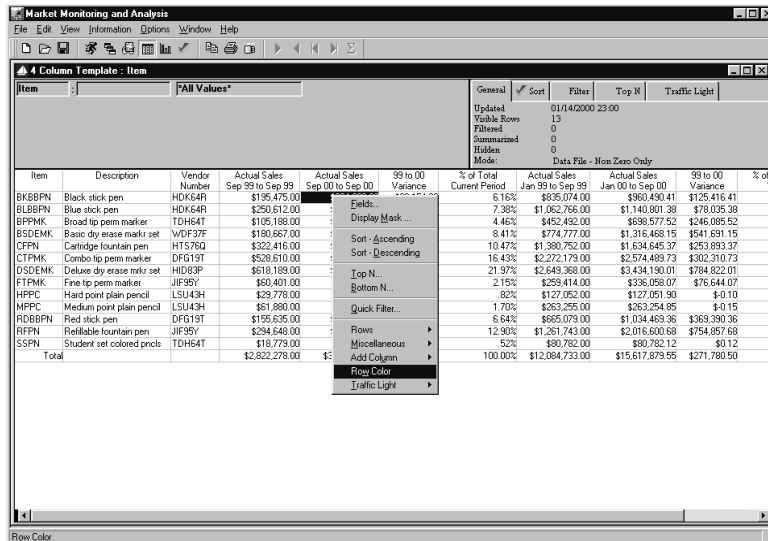 Market Monitoring and Analysis
File Edit View Information Options Window Help
4 Column Template : Item
Item : *All Values*
General Sort Filter Top N Traffic Light
Updated 01/14/2000 23:00
Visible Rows 13
Filtered 0
Summarized 0
Hidden 0
Mode: Data File - Non Zero Only
Item Description Vendor Number Actual Sales Sep 99 to Sep 99 Actual Sales Sep 00 to Sep 00 99 to 00 Variance % of Total Current Period Actual Sales Jan 99 to Sep 99 Actual Sales Jan 00 to Sep 00 99 to 00 Variance % of
BKBBPN Black stick pen HDK64R $195,475.00 6.16% $835,074.00 $960,490.41 $125,416.41
BLBBPN Blue stick pen HDK64R $250,612.00 7.38% $1,062,766.00 $1,140,801.38 $78,035.38
BPPMK Broad tip perm marker TDH64T $105,188.00 4.46% $452,492.00 $698,577.52 $246,085.52
BSDEMK Basic dry erase markr set WDF37F $180,667.00 8.41% $774,777.00 $1,316,468.15 $541,691.15
CFPN Cartridge fountain pen HTS76Q $322,416.00 10.47% $1,380,752.00 $1,634,645.37 $253,893.37
CTPMK Combo tip perm marker DFG19T $528,610.00 16.43% $2,272,179.00 $2,574,489.73 $302,310.73
DSDEMK Deluxe dry erase mrkr set HID83P $618,189.00 21.97% $2,649,368.00 $3,434,190.01 $784,822.01
FTPMK Fine tip perm marker JIF95Y $60,401.00 2.15% $259,414.00 $336,058.07 $76,644.07
HPPC Hard point plain pencil LSU43H $29,778.00 .82% $127,052.00 $127,051.90 $-0.10
MPPC Medium point plain pencil LSU43H $61,880.00 1.70% $263,255.00 $263,254.85 $-0.15
RDBBPN Red stick pen DFG19T $155,635.00 6.64% $665,079.00 $1,034,469.36 $369,390.36
RFPN Refillable fountain pen JIF95Y $294,648.00 12.90% $1,261,743.00 $2,016,600.68 $754,857.68
SSPN Student set colored pncls TDH64T $18,779.00 .52% $80,782.00 $80,782.12 $0.12
Total $2,822,278.00 100.00% $12,084,733.00 $15,617,879.55 $271,780.50
Fields...
Display Mask ...
Sort - Ascending
Sort - Descending
Top N...
Bottom N...
Quick Filter...
Rows
Miscellaneous
Add Column
Row Color
Traffic Light
Row Color